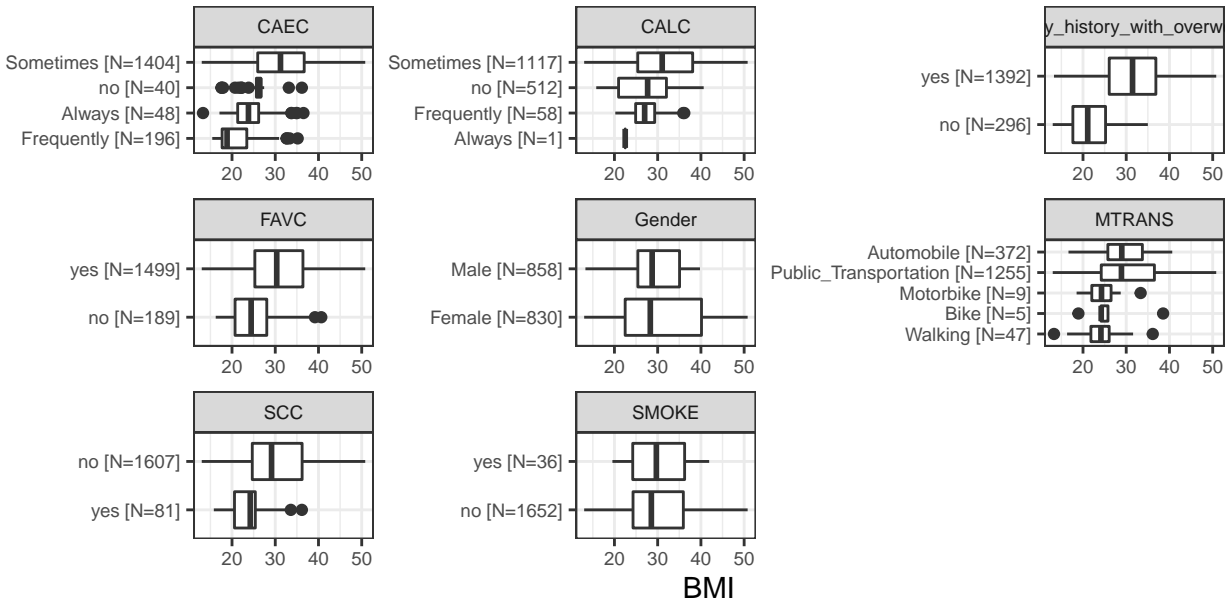 CAEC
Sometimes [N=1404]
no [N=40]
Always [N=48]
Frequently [N=196]
20 30 40 50
CALC
Sometimes [N=1117]
no [N=512]
Frequently [N=58]
Always [N=1]
20 30 40 50
y_history_with_overw
yes [N=1392]
no [N=296]
20 30 40 50
FAVC
yes [N=1499]
no [N=189]
20 30 40 50
Gender
Male [N=858]
Female [N=830]
20 30 40 50
MTRANS
Automobile [N=372]
Public_Transportation [N=1255]
Motorbike [N=9]
Bike [N=5]
Walking [N=47]
20 30 40 50
SCC
no [N=1607]
yes [N=81]
20 30 40 50
SMOKE
yes [N=36]
no [N=1652]
20 30 40 50
BMI